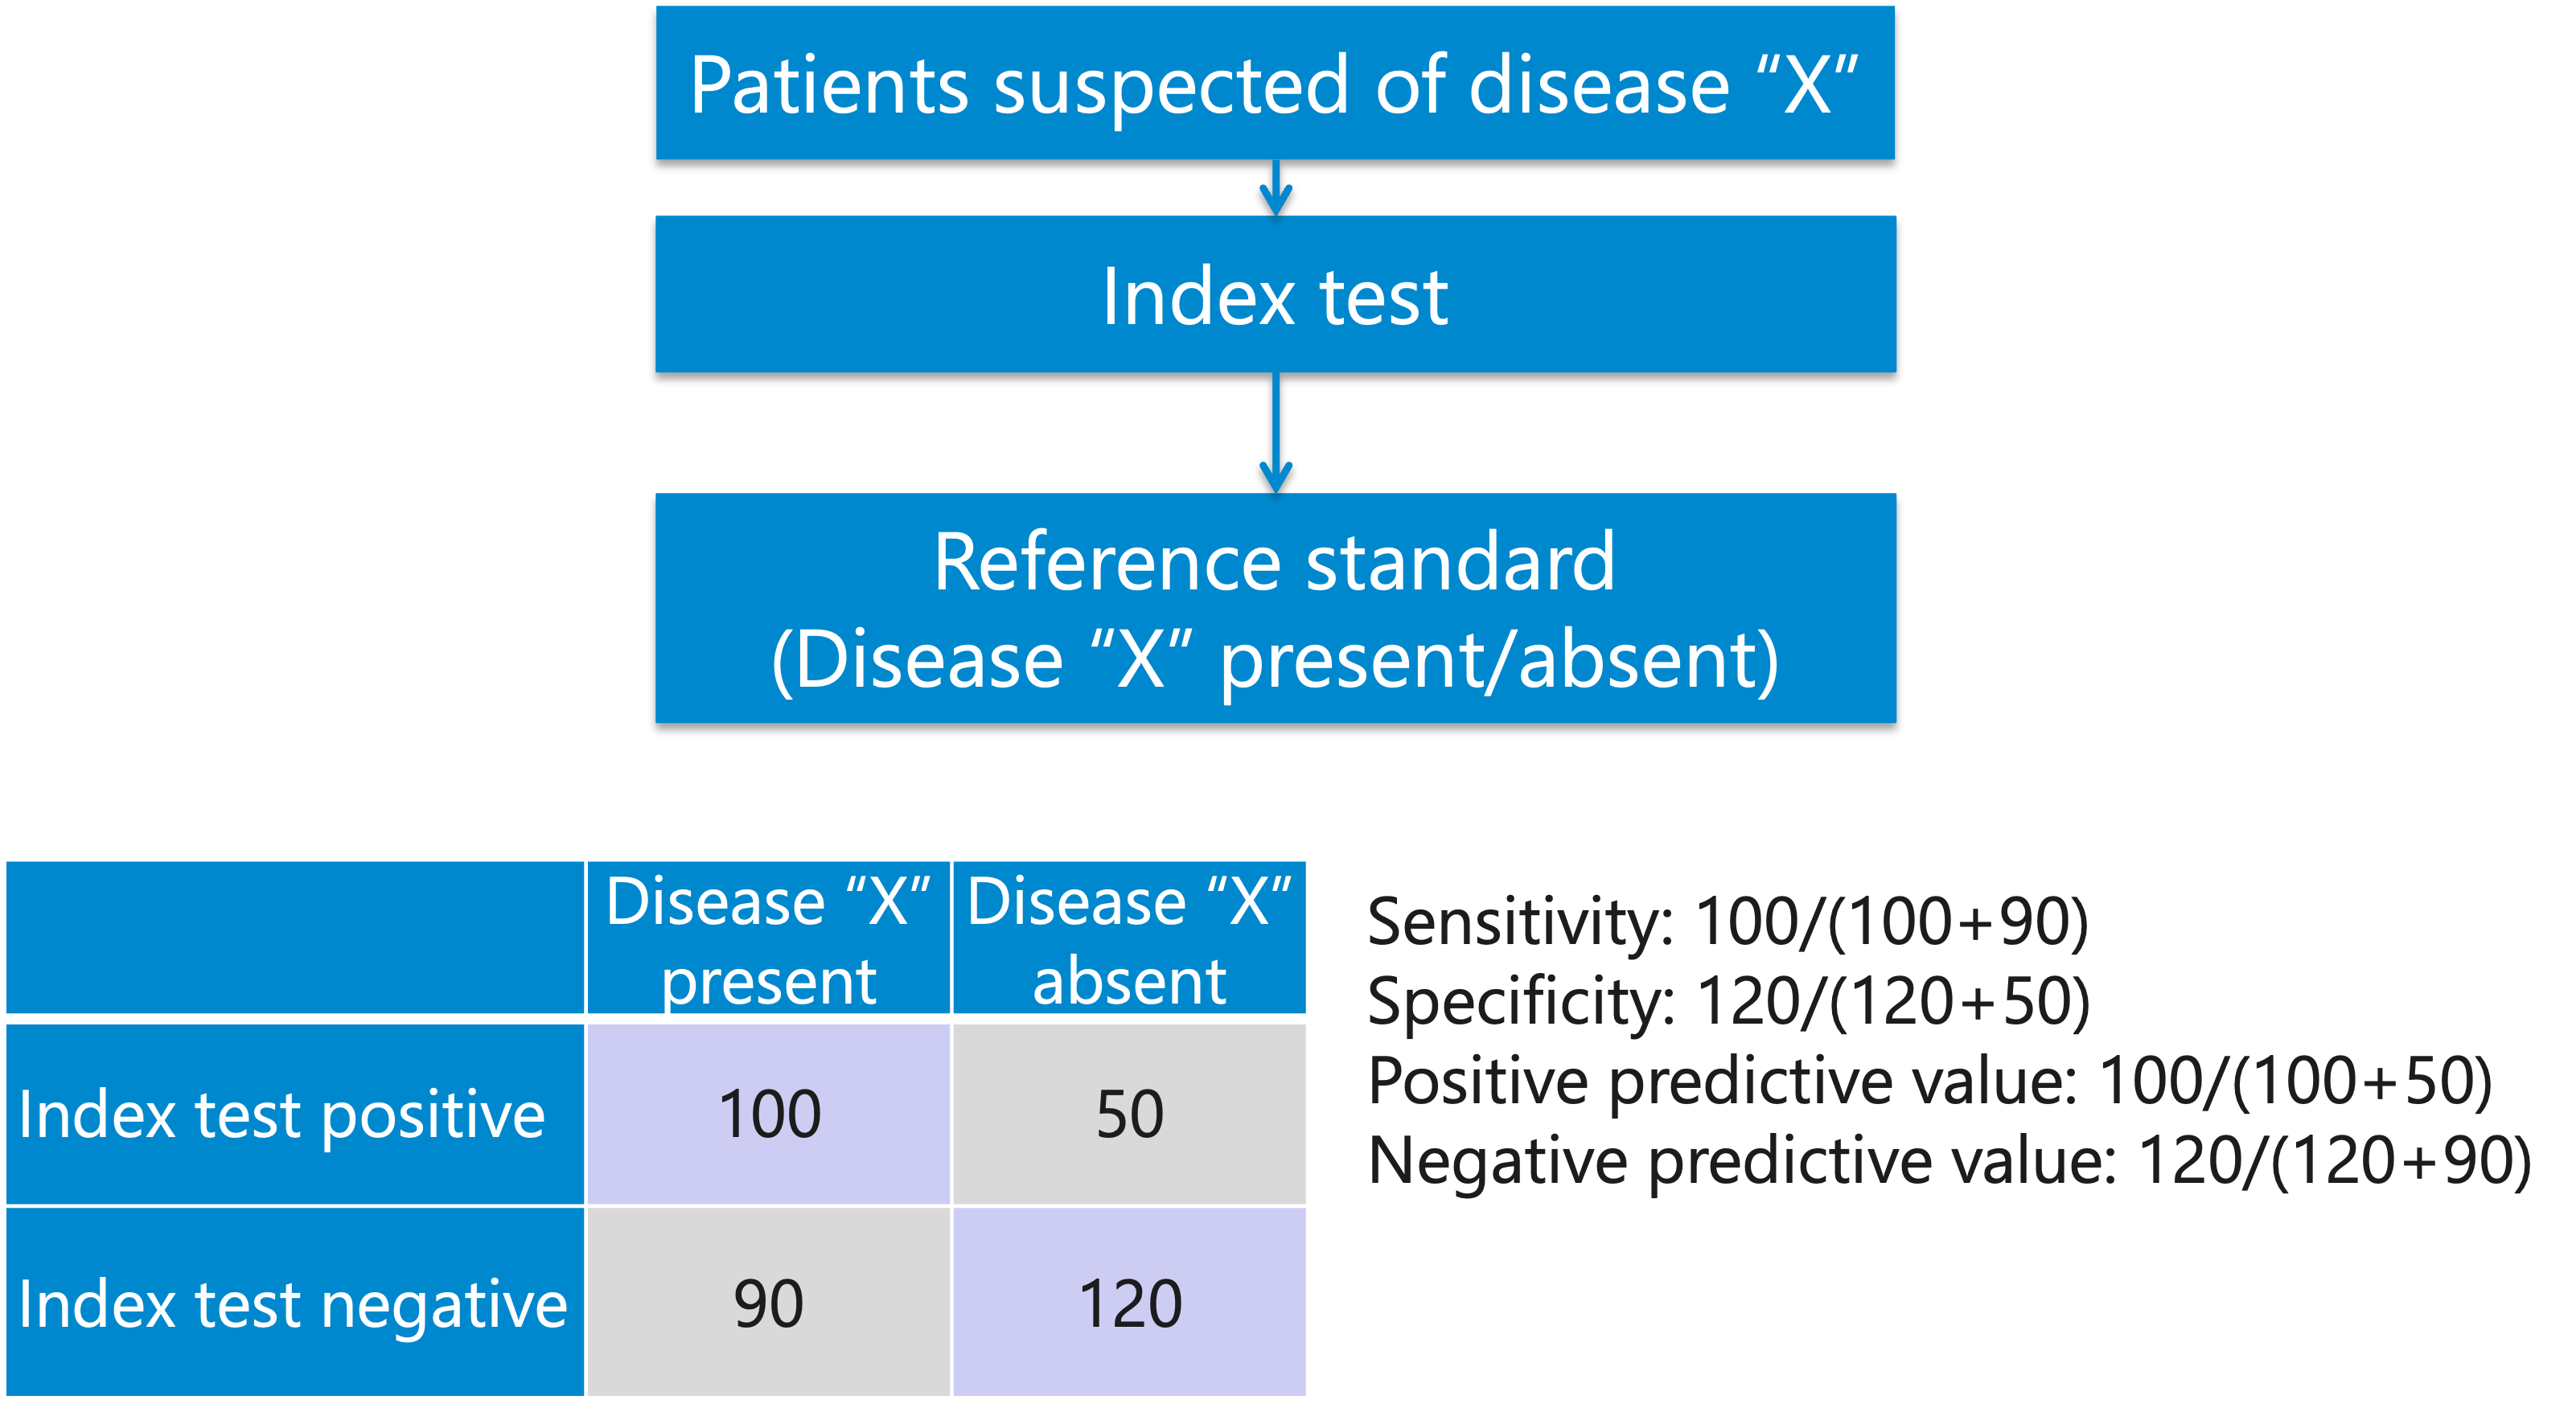 Patients suspected of disease “X”
Index test
Reference standard
(Disease “X” present/absent)
Disease “X” present
Disease “X” absent
Index test positive
100
50
Index test negative
90
120
Sensitivity: 100/(100+90)
Specificity: 120/(120+50)
Positive predictive value: 100/(100+50)
Negative predictive value: 120/(120+90)